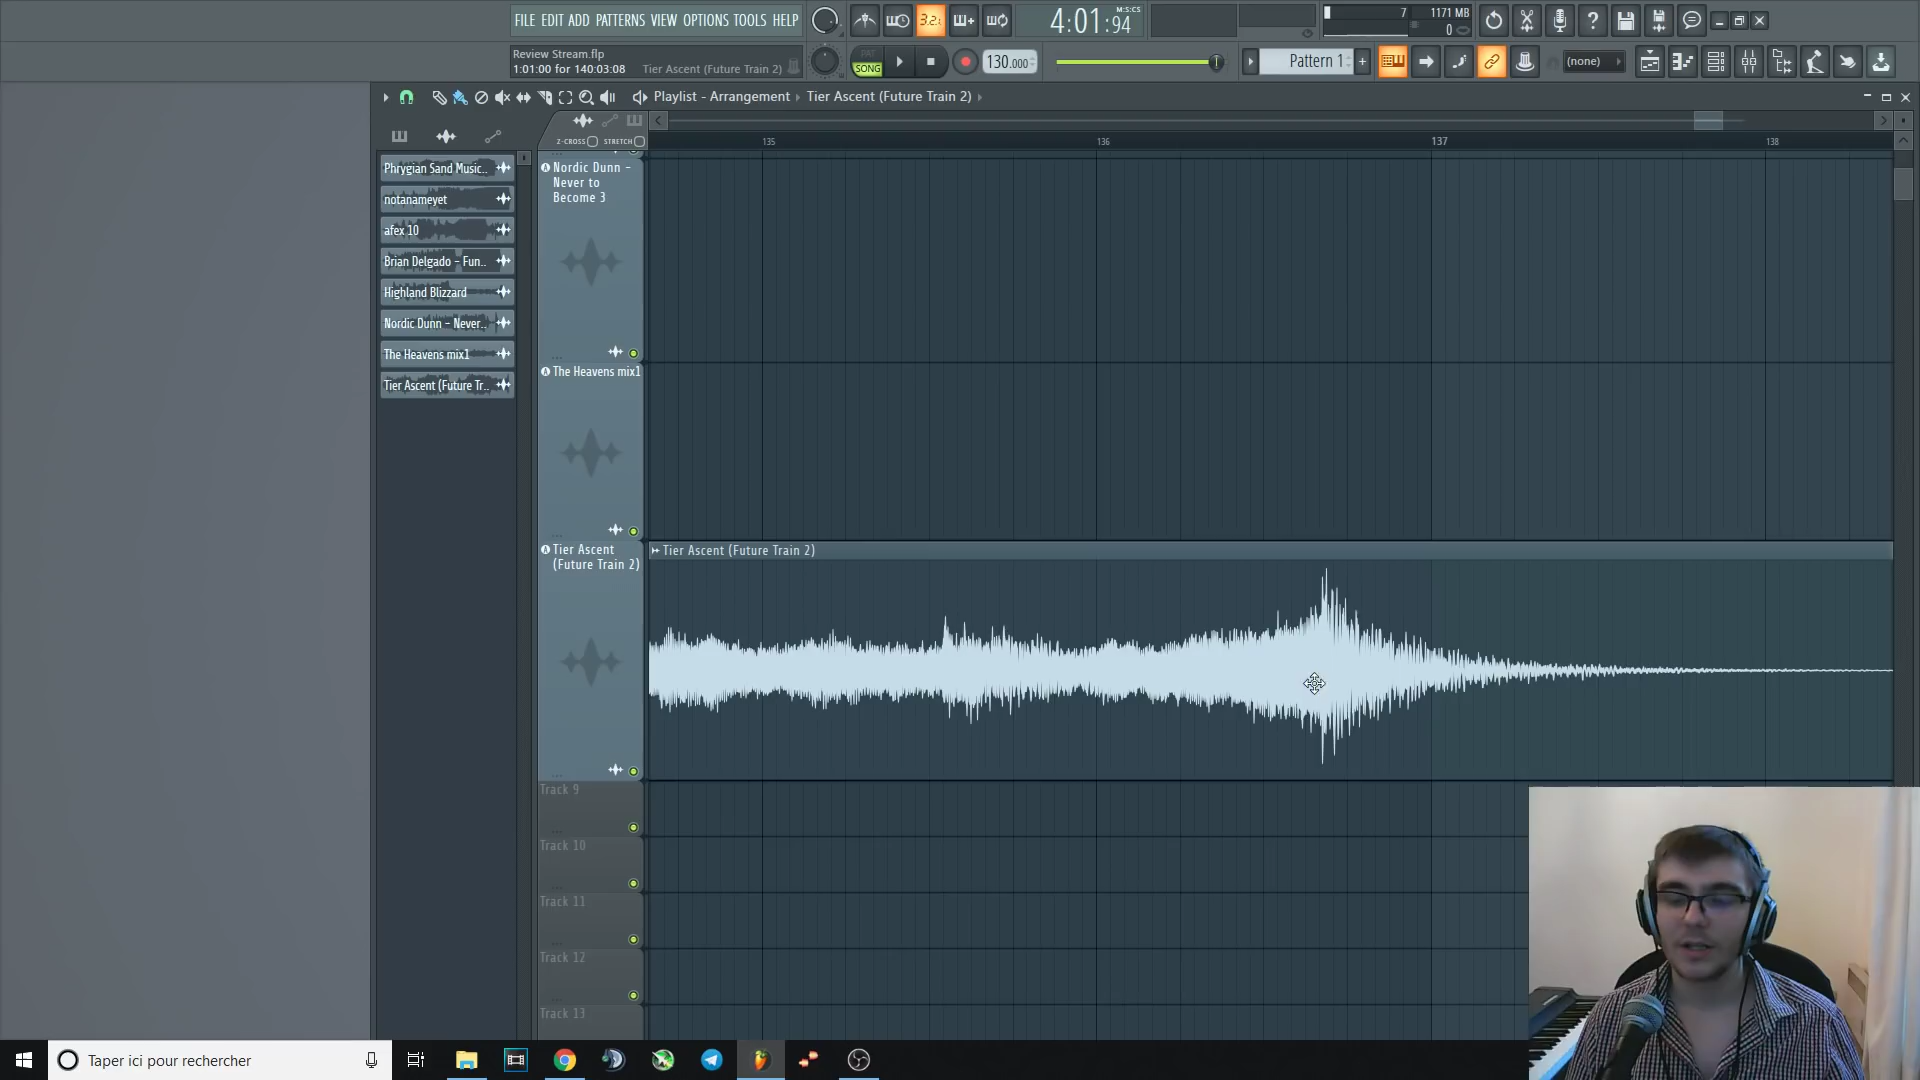 FILE EDIT ADD PATTERNS VIEW OPTIONS TOOLS HELP
3.2:
4:01:94
M:S:CS
7
1171 MB
0
Review Stream.flp
1:01:00 for 140:03:08
Tier Ascent (Future Train 2)
PAT
SONG
130.000
Pattern 1
(none)
Playlist - Arrangement
Tier Ascent (Future Train 2)
Z-CROSS
STRETCH
135
136
137
138
Phrygian Sand Music..
notanameyet
afex 10
Brian Delgado - Fun..
Highland Blizzard
Nordic Dunn - Never..
The Heavens mix1
Tier Ascent (Future Tr..
Nordic Dunn -
Never to
Become 3
The Heavens mix1
Tier Ascent
(Future Train 2)
Tier Ascent (Future Train 2)
Track 9
Track 10
Track 11
Track 12
Track 13
Taper ici pour rechercher